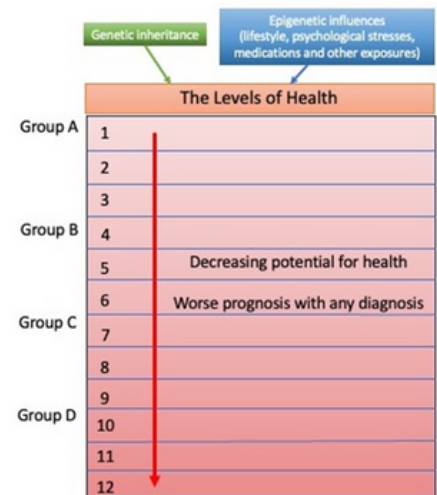 Genetic inheritance
Epigenetic influences
(lifestyle, psychological stresses,
medications and other exposures)
The Levels of Health
Group A
1
2
3
Group B
4
5
Decreasing potential for health
6
Worse prognosis with any diagnosis
Group C
7
8
9
Group D
10
11
12